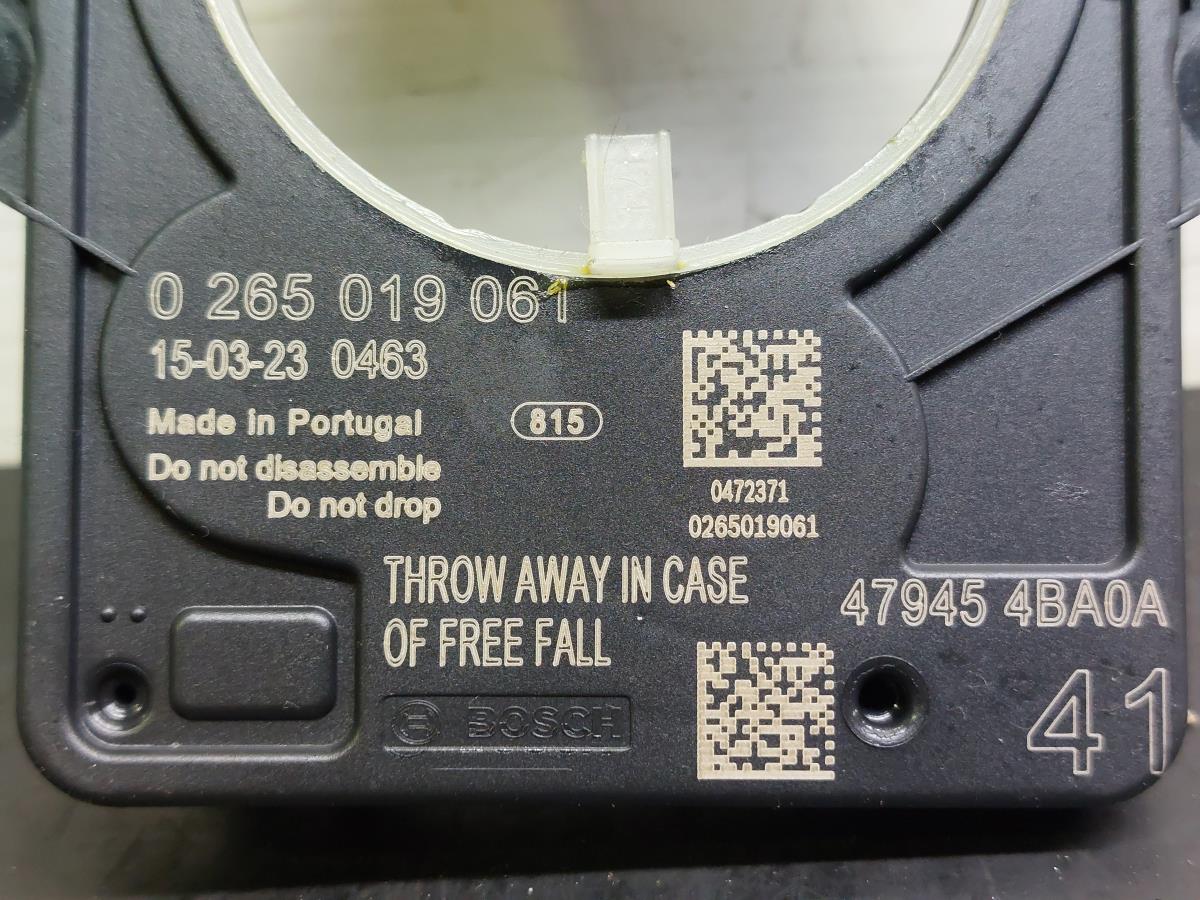 0 265 019 061
15-03-23 0463
Made in Portugal
815
Do not disassemble
Do not drop
0472371
0265019061
THROW AWAY IN CASE
OF FREE FALL
47945 4BA0A
BOSCH
41